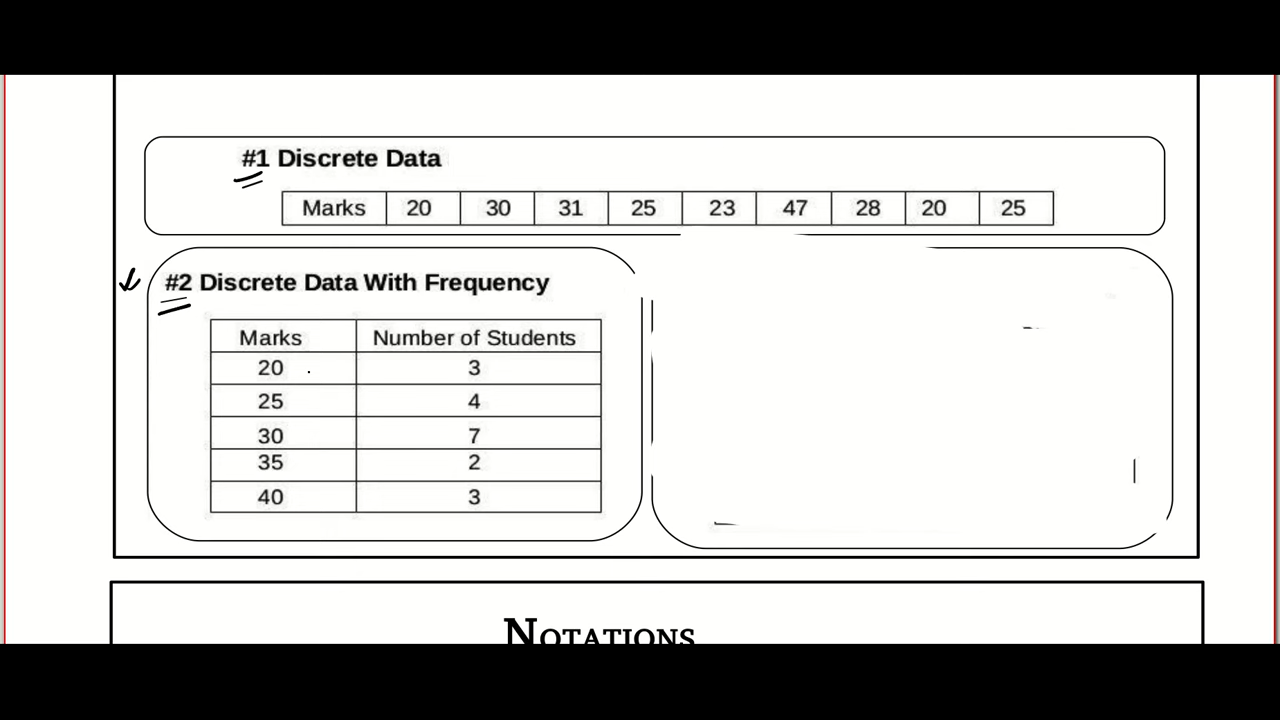 #1 Discrete Data
Marks 20 30 31 25 23 47 28 20 25
#2 Discrete Data With Frequency
Marks Number of Students
20 3
25 4
30 7
35 2
40 3
NOTATIONS